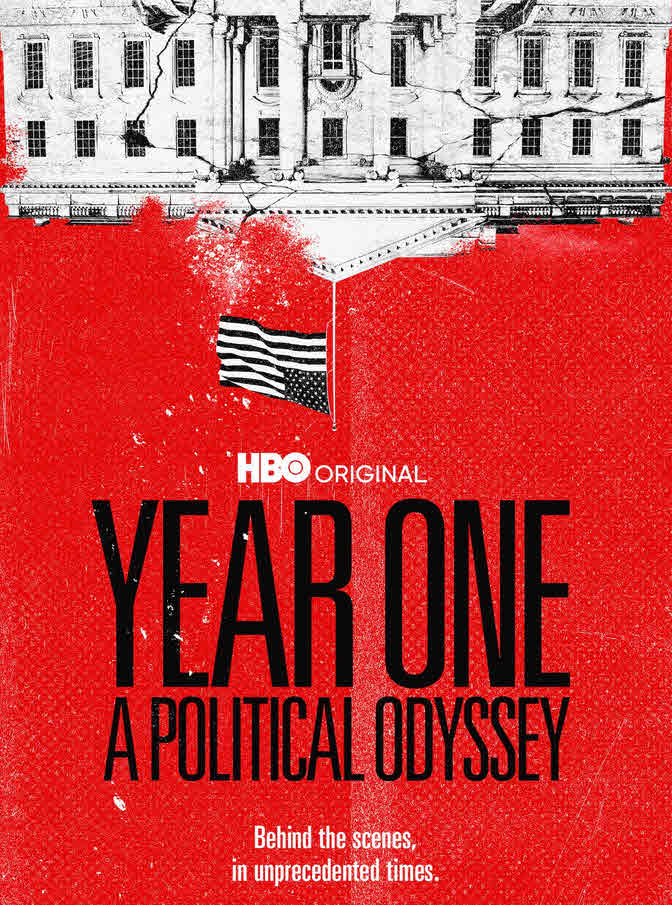 HBO ORIGINAL
YEAR ONE
A POLITICAL ODYSSEY
Behind the scenes,
in unprecedented times.